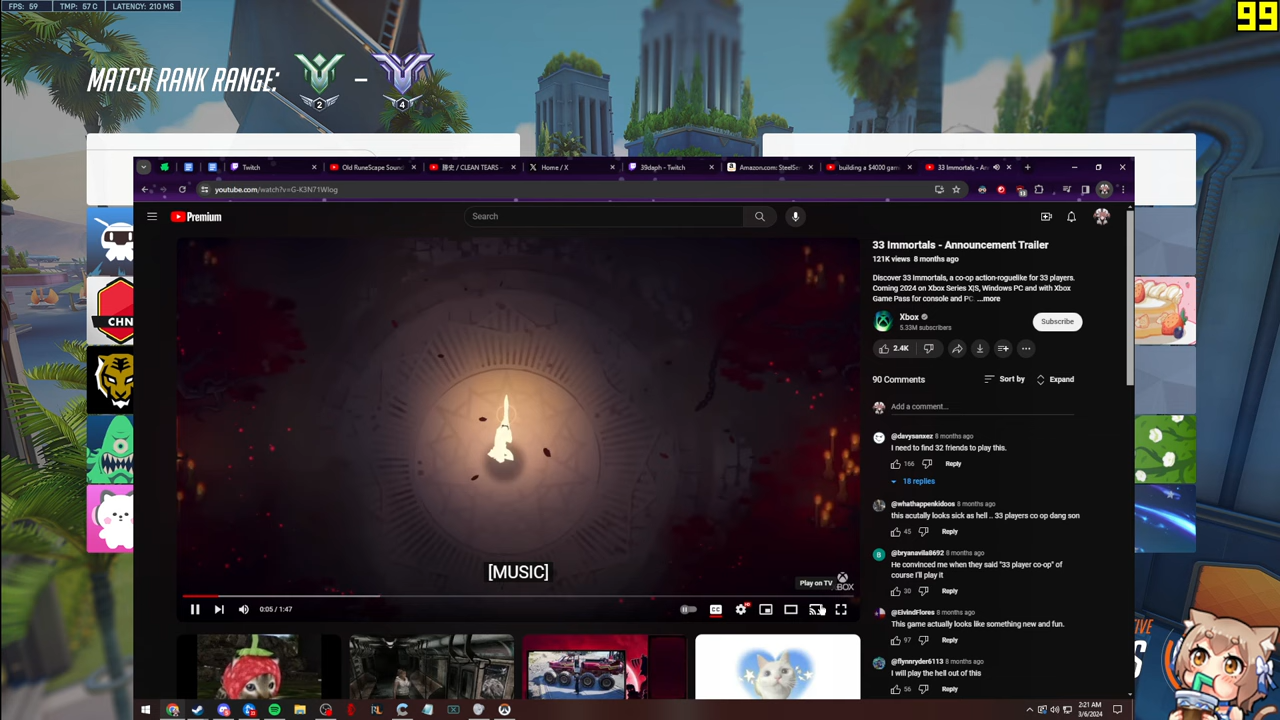 FPS: 59 TMP: 57 C LATENCY: 210 MS
99
MATCH RANK RANGE:
2 – 4
Twitch
Old RuneScape Soun
勝史 / CLEAN TEARS -
Home / X
39daph - Twitch
Amazon.com: SteelSe
building a $4000 gam
33 Immortals - An
youtube.com/watch?v=G-K3N71Wlog
13
Premium
Search
33 Immortals - Announcement Trailer
121K views 8 months ago
Discover 33 Immortals, a co-op action-roguelike for 33 players.
Coming 2024 on Xbox Series X|S, Windows PC and with Xbox
Game Pass for console and PC. ...more
Xbox
5.33M subscribers
Subscribe
2.4K
90 Comments
Sort by
Expand
Add a comment...
@davysanxez 8 months ago
I need to find 32 friends to play this.
166
Reply
18 replies
@whathappenkidoos 8 months ago
this acutally looks sick as hell .. 33 players co op dang son
45
Reply
@bryanavila8692 8 months ago
He convinced me when they said "33 player co-op" of
course I'll play it
30
Reply
@ElvindFlores 8 months ago
This game actually looks like something new and fun.
97
Reply
@flynnryder6113 8 months ago
I will play the hell out of this
56
Reply
CHN
[MUSIC]
Play on TV
XBOX
0:05 / 1:47
CC
2:21 AM
3/6/2024